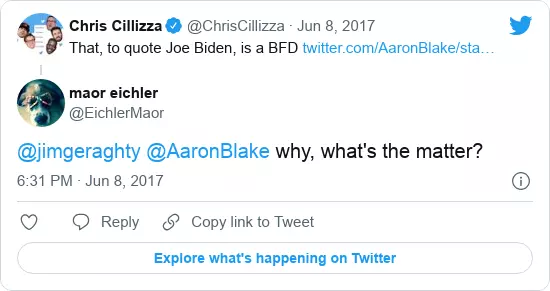 Chris Cillizza @ChrisCillizza · Jun 8, 2017
That, to quote Joe Biden, is a BFD twitter.com/AaronBlake/sta…
maor eichler
@EichlerMaor
@jimgeraghty @AaronBlake why, what's the matter?
6:31 PM · Jun 8, 2017
Reply Copy link to Tweet
Explore what's happening on Twitter